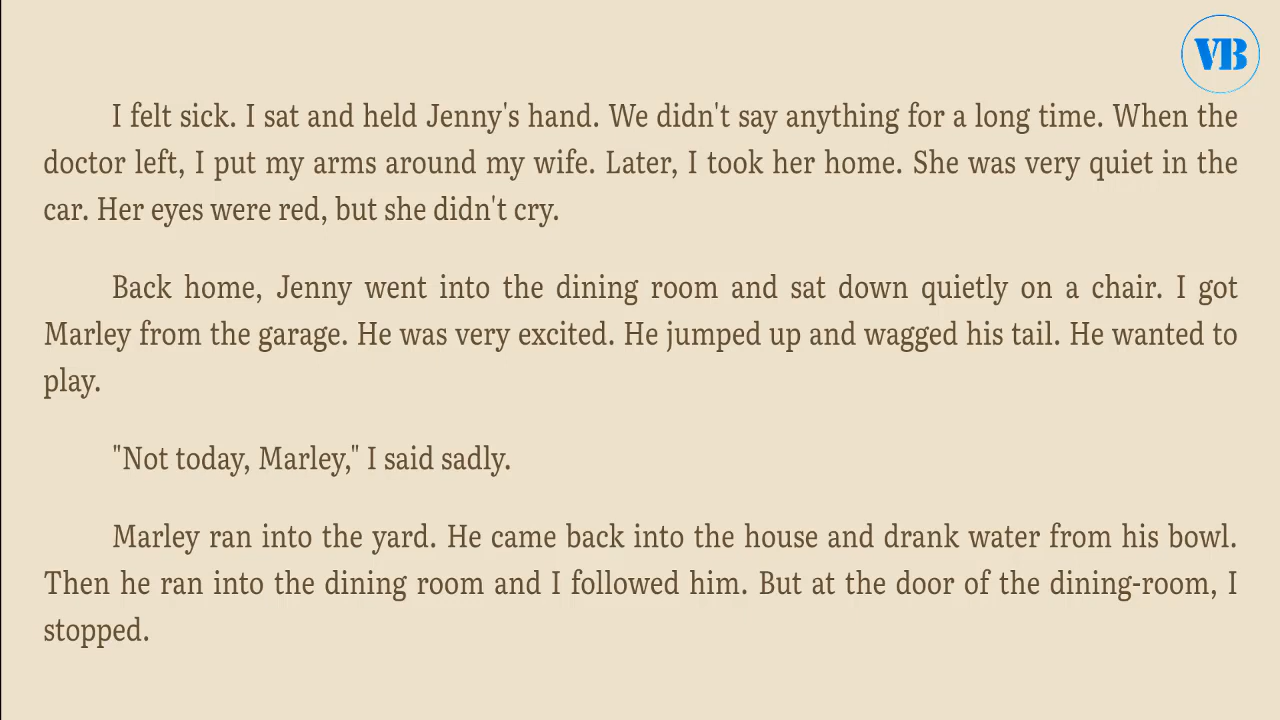 VB
I felt sick. I sat and held Jenny's hand. We didn't say anything for a long time. When the
doctor left, I put my arms around my wife. Later, I took her home. She was very quiet in the
car. Her eyes were red, but she didn't cry.
Back home, Jenny went into the dining room and sat down quietly on a chair. I got
Marley from the garage. He was very excited. He jumped up and wagged his tail. He wanted to
play.
"Not today, Marley," I said sadly.
Marley ran into the yard. He came back into the house and drank water from his bowl.
Then he ran into the dining room and I followed him. But at the door of the dining-room, I
stopped.